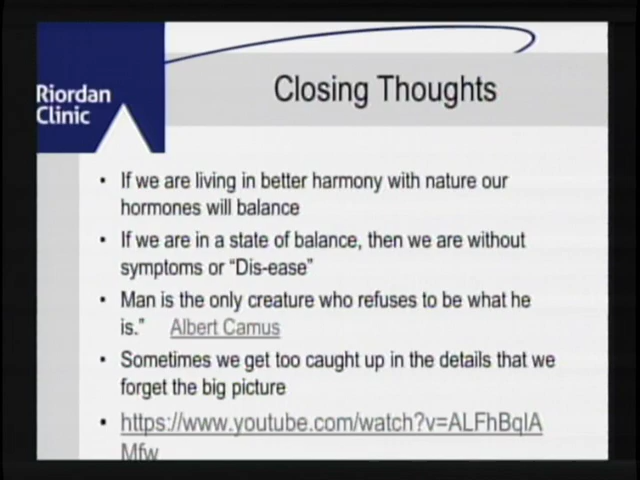 Riordan
Clinic
Closing Thoughts
• If we are living in better harmony with nature our
hormones will balance
• If we are in a state of balance, then we are without
symptoms or “Dis-ease”
• Man is the only creature who refuses to be what he
is.” Albert Camus
• Sometimes we get too caught up in the details that we
forget the big picture
• https://www.youtube.com/watch?v=ALFhBqlA
Mfw